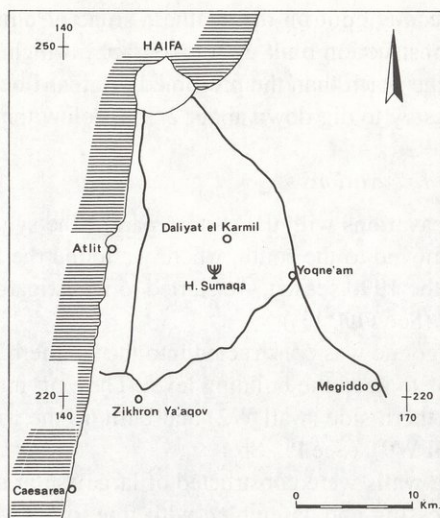 140
250
HAIFA
Daliyat el Karmil
Atlit
H. Sumaqa
Yoqne'am
Megiddo
220
140
Zikhron Ya'aqov
220
170
Caesarea
0
10
Km.